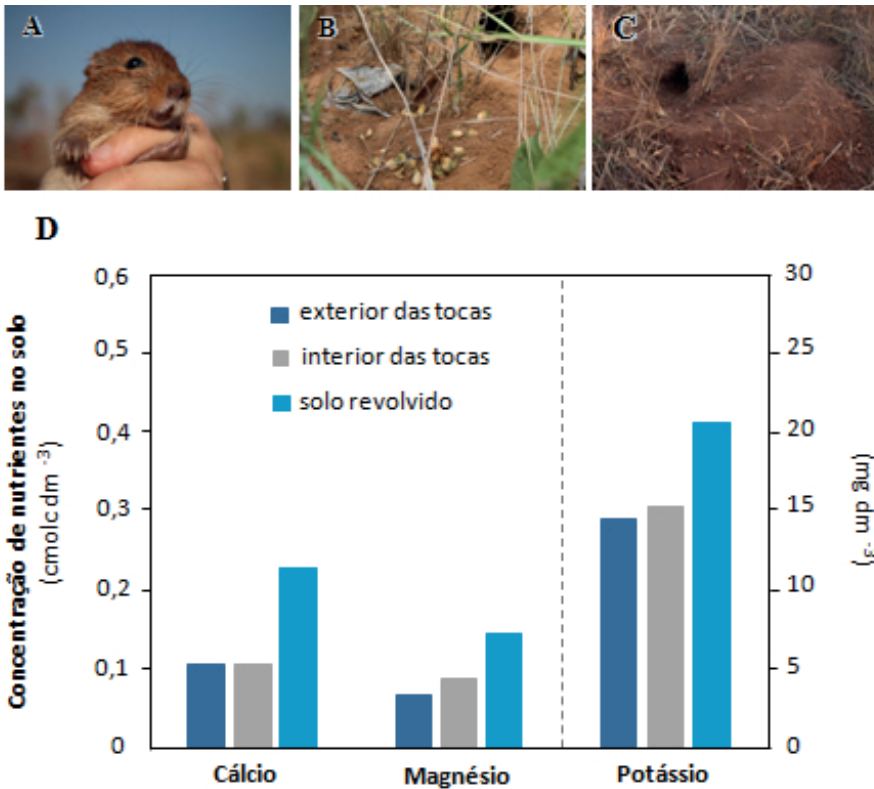 A
B
C
D
Concentração de nutrientes no solo
(cmolc dm -3)
0,6
0,5
0,4
0,3
0,2
0,1
0
exterior das tocas
interior das tocas
solo revolvido
30
25
20
15
10
5
0
(mg dm -3)
Cálcio
Magnésio
Potássio